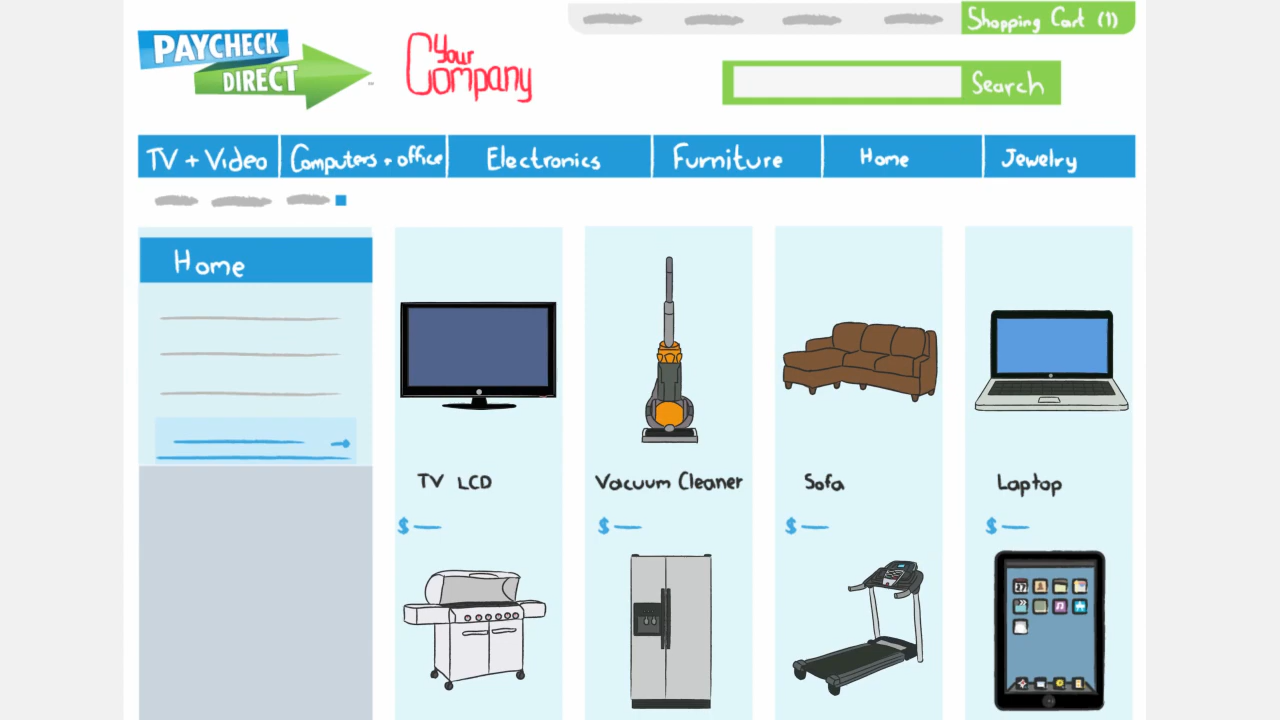 Shopping Cart (1)
PAYCHECK
DIRECT
Your
Company
Search
TV + Video
Computers + office
Electronics
Furniture
Home
Jewelry
Home
TV LCD
Vacuum Cleaner
Sofa
Laptop
$
$
$
$